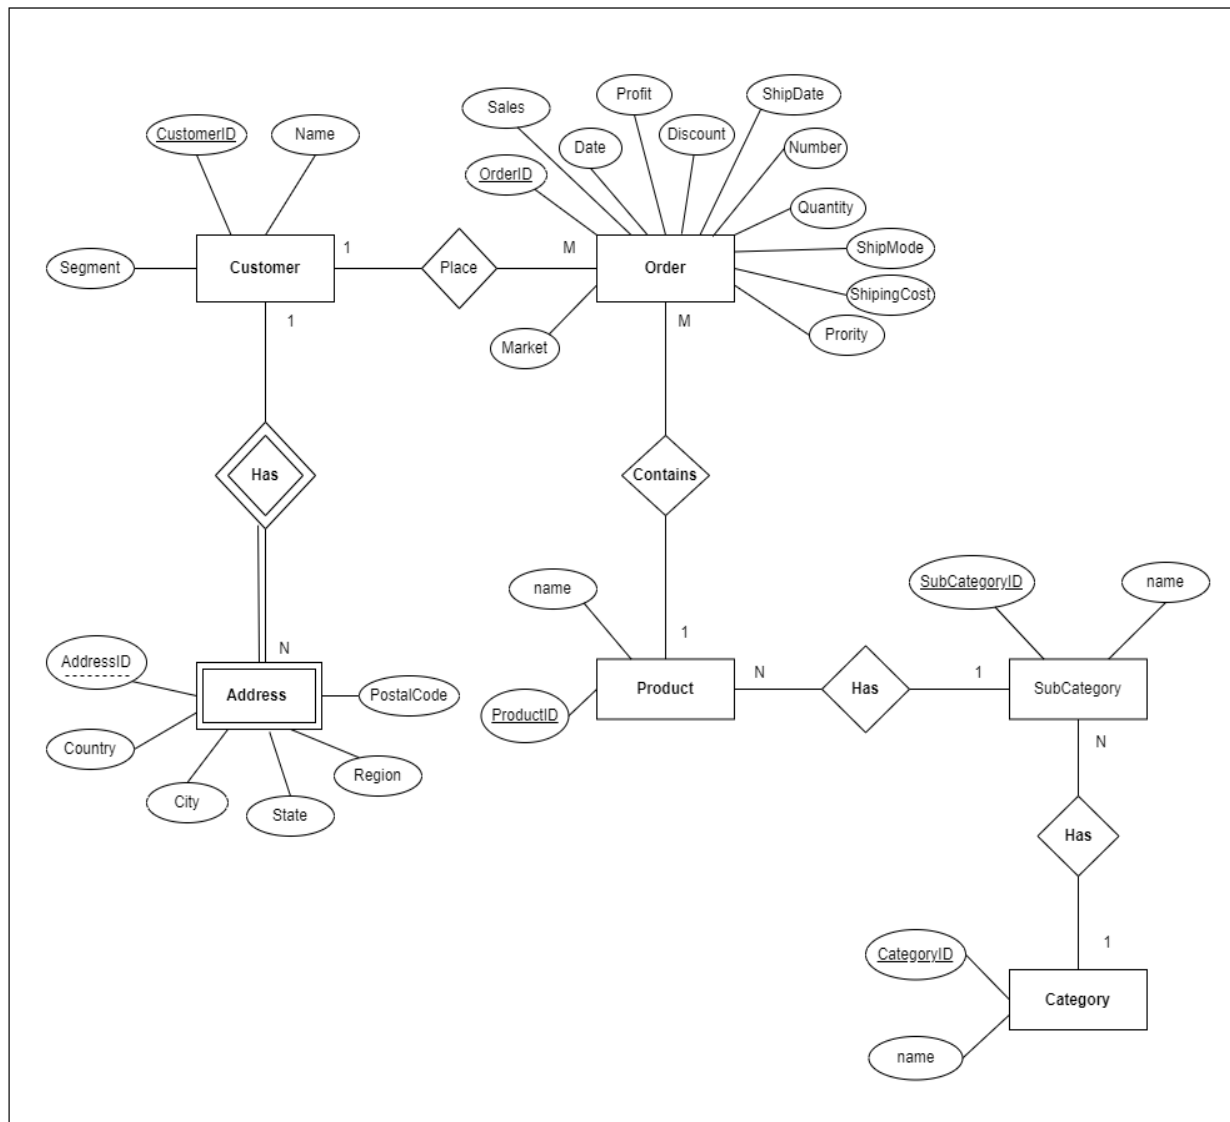 ShipDate
Profit
Sales
CustomerID
Name
Discount
Date
Number
OrderID
Quantity
1
M
ShipMode
Segment
Customer
Place
Order
ShipingCost
1
M
Prority
Market
Has
Contains
SubCategoryID
name
name
1
N
AddressID
N
1
Address
PostalCode
Product
Has
SubCategory
ProductID
Country
N
Region
City
State
Has
1
CategoryID
Category
name